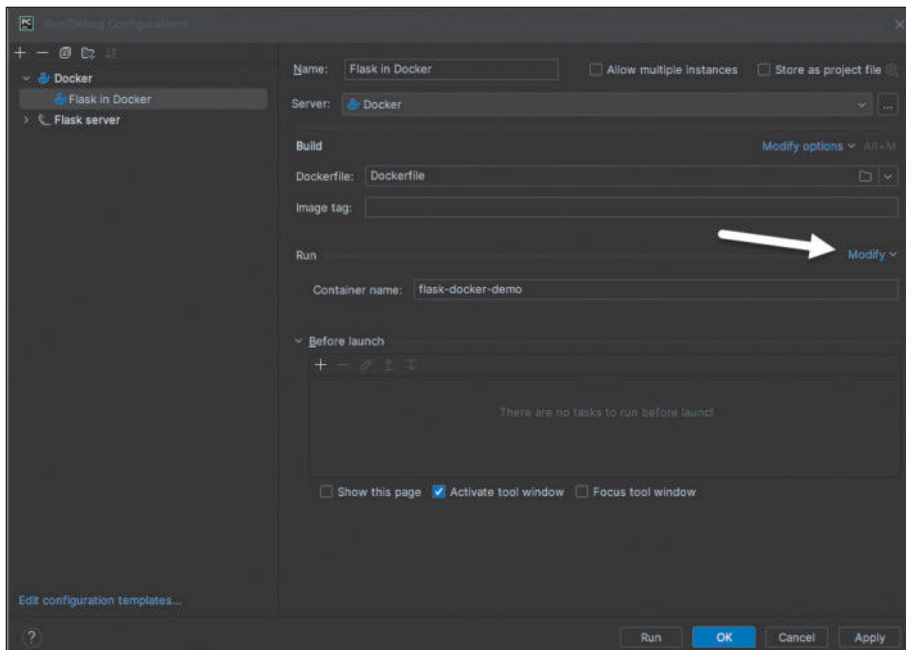 PC
Run/Debug Configurations
Docker
Flask in Docker
Flask server
Name: Flask in Docker Allow multiple instances Store as project file
Server: Docker ...
Build Modify options Alt+M
Dockerfile: Dockerfile
Image tag:
Run Modify
Container name: flask-docker-demo
Before launch
There are no tasks to run before launcl
Show this page Activate tool window Focus tool window
Edit configuration templates...
? Run OK Cancel Apply